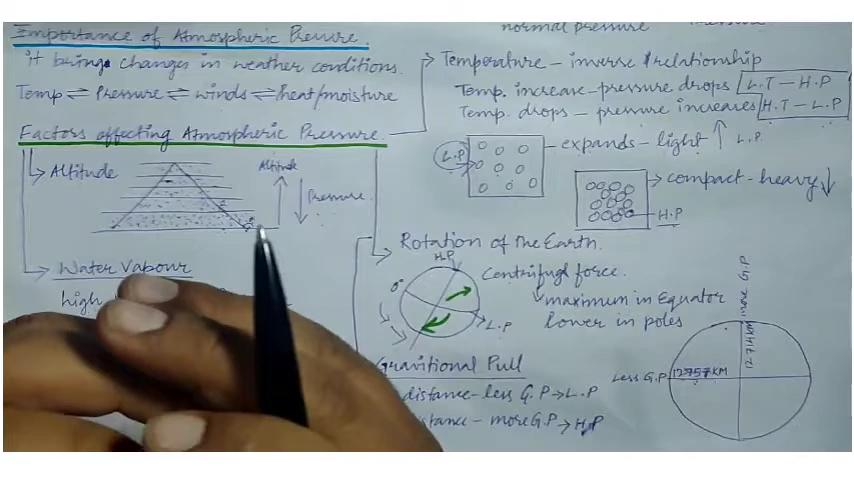 Importance of Atmospheric Pressure.
it brings changes in weather conditions.
Temp ⇌ Pressure ⇌ winds ⇌ heat/moisture
Factors affecting Atmospheric Pressure.
Altitude
Altitude
Pressure
Water Vapour
high
normal pressure
Temperature - inverse relationship
Temp. increase - pressure drops L.T - H.P
Temp. drops - pressure increases H.T - L.P
L.P
expands - light
L.P.
compact - heavy
H.P
Rotation of the Earth.
H.P
0°
L.P
Centrifugal force.
maximum in Equator
lower in poles
Gravitional Pull
distance - less G.P → L.P
- more G.P → H.P
more G.P
12714 KM
Less G.P
12757 KM